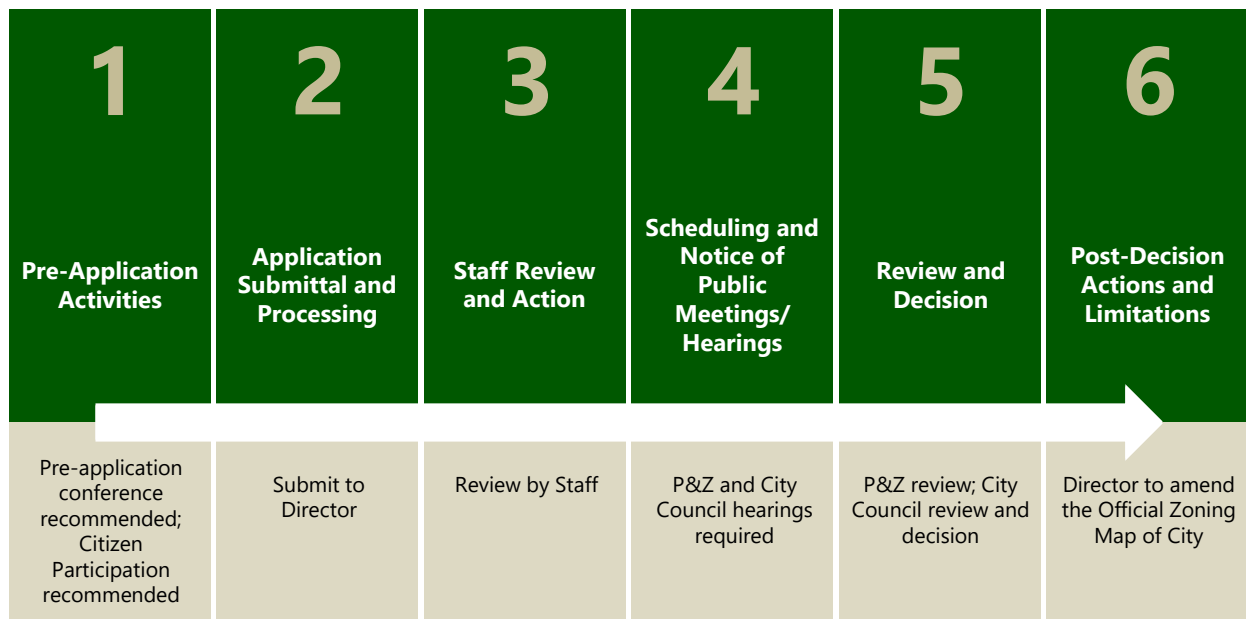 1
Pre-Application
Activities
Pre-application
conference
recommended;
Citizen
Participation
recommended
2
Application
Submittal and
Processing
Submit to
Director
3
Staff Review
and Action
Review by Staff
4
Scheduling and
Notice of
Public
Meetings/
Hearings
P&Z and City
Council hearings
required
5
Review and
Decision
P&Z review; City
Council review and
decision
6
Post-Decision
Actions and
Limitations
Director to amend
the Official Zoning
Map of City